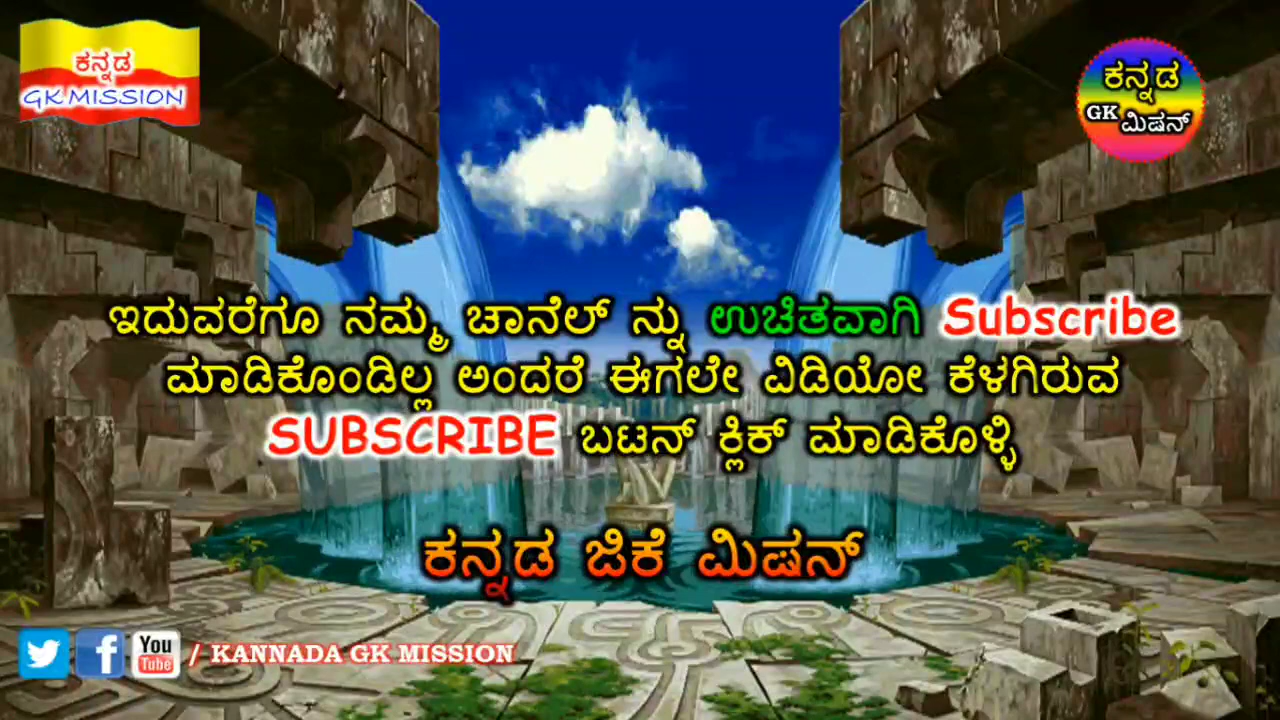 ಕನ್ನಡ
GK MISSION
ಕನ್ನಡ
GK ಮಿಷನ್
ಇದುವರೆಗೂ ನಮ್ಮ ಚಾನೆಲ್ ನ್ನು ಉಚಿತವಾಗಿ Subscribe
ಮಾಡಿಕೊಂಡಿಲ್ಲ ಅಂದರೆ ಈಗಲೇ ವಿಡಿಯೋ ಕೆಳಗಿರುವ
SUBSCRIBE ಬಟನ್ ಕ್ಲಿಕ್ ಮಾಡಿಕೊಳ್ಳಿ
ಕನ್ನಡ ಜಿಕೆ ಮಿಷನ್
You
Tube
/ KANNADA GK MISSION